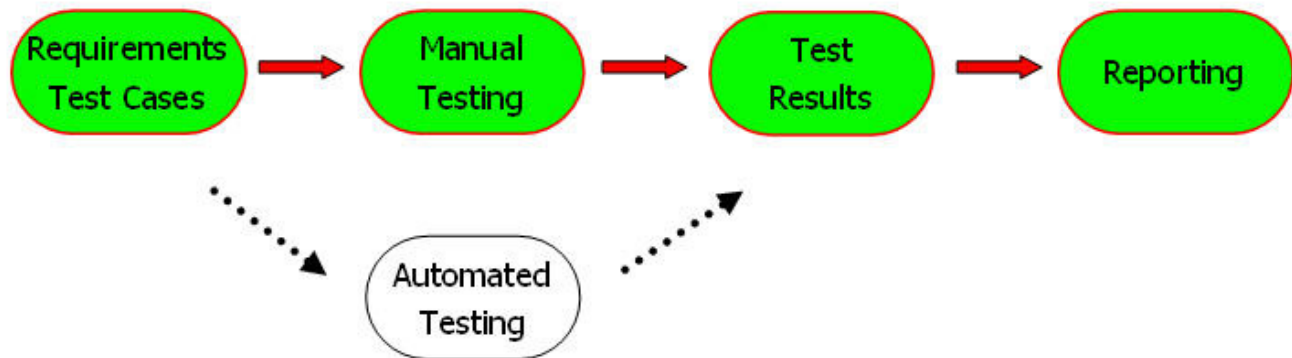 Requirements
Test Cases
Manual
Testing
Test
Results
Reporting
Automated
Testing